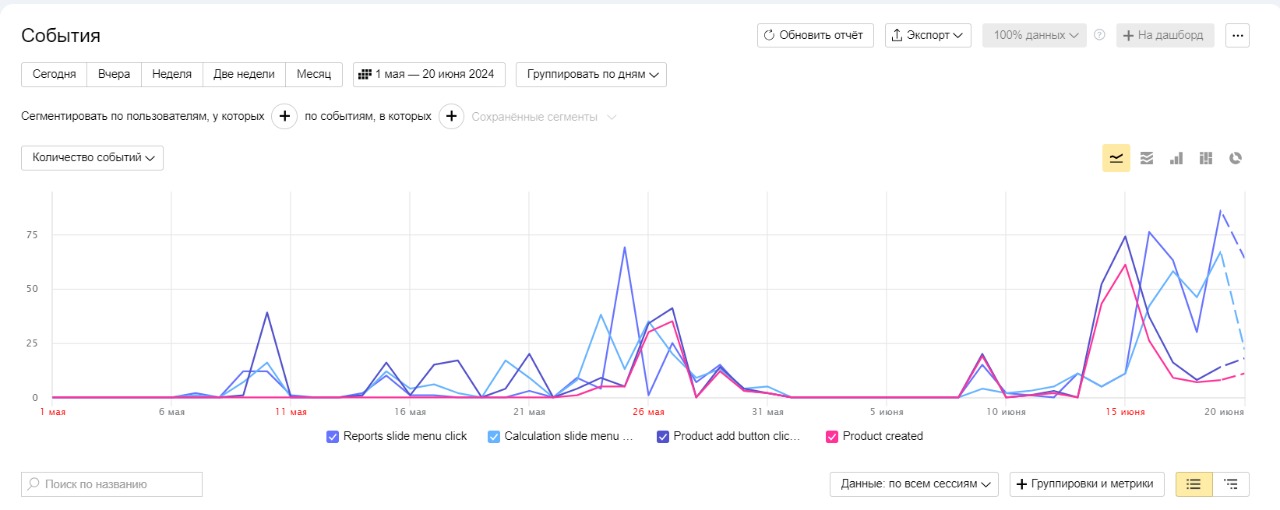 События
Обновить отчёт
Экспорт
100% данных
?
+ На дашборд
Сегодня
Вчера
Неделя
Две недели
Месяц
1 мая — 20 июня 2024
Группировать по дням
Сегментировать по пользователям, у которых + по событиям, в которых + Сохранённые сегменты
Количество событий
75
50
25
0
1 мая
6 мая
11 мая
16 мая
21 мая
26 мая
31 мая
5 июня
10 июня
15 июня
20 июня
Reports slide menu click
Calculation slide menu ...
Product add button clic...
Product created
Поиск по названию
Данные: по всем сессиям
+ Группировки и метрики